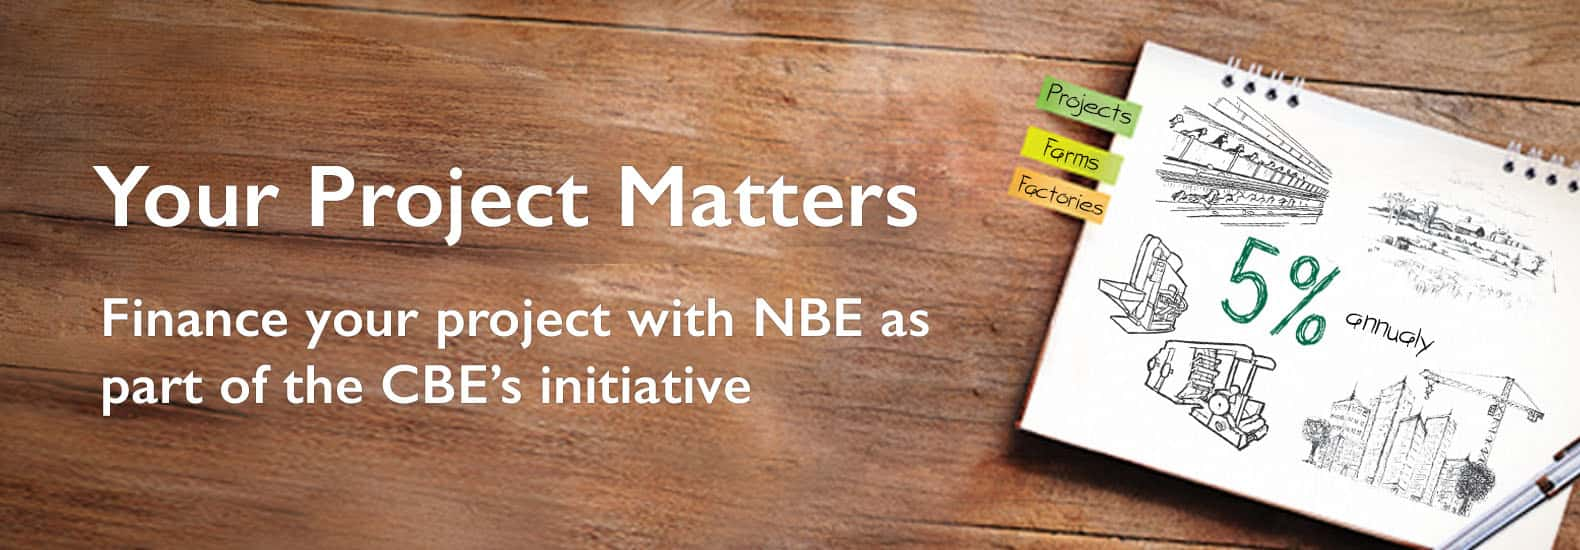 Your Project Matters
Finance your project with NBE as
part of the CBE’s initiative
Projects
Farms
Factories
5%
annualy